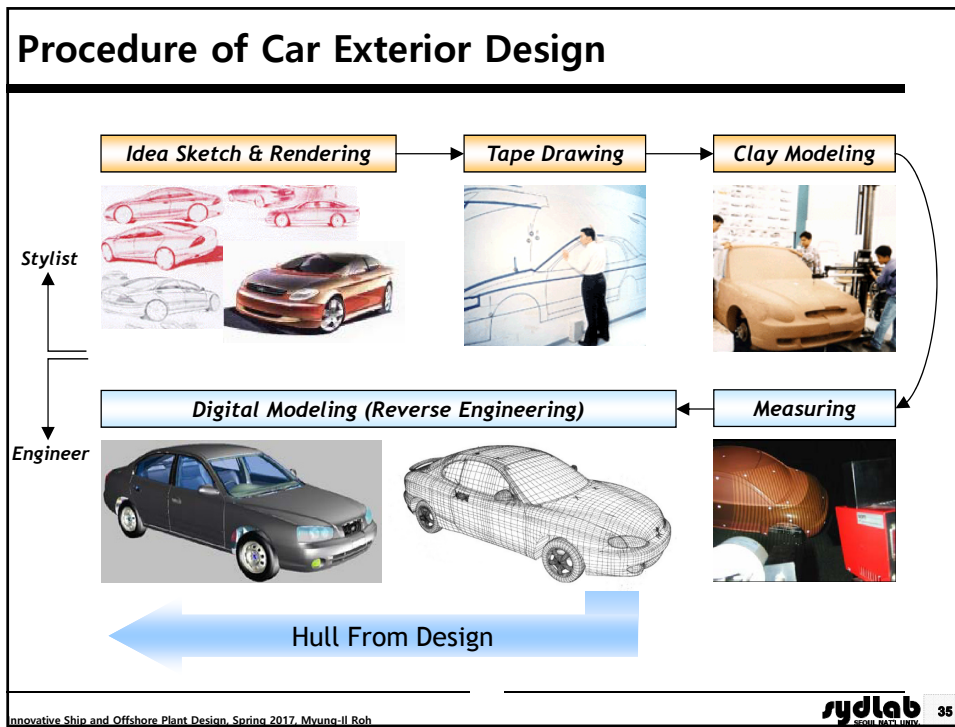 Procedure of Car Exterior Design
Idea Sketch & Rendering
Tape Drawing
Clay Modeling
Stylist
Digital Modeling (Reverse Engineering)
Measuring
Engineer
Hull From Design
Innovative Ship and Offshore Plant Design, Spring 2017, Myung-Il Roh
sydlab
SEOUL NAT'L UNIV.
35